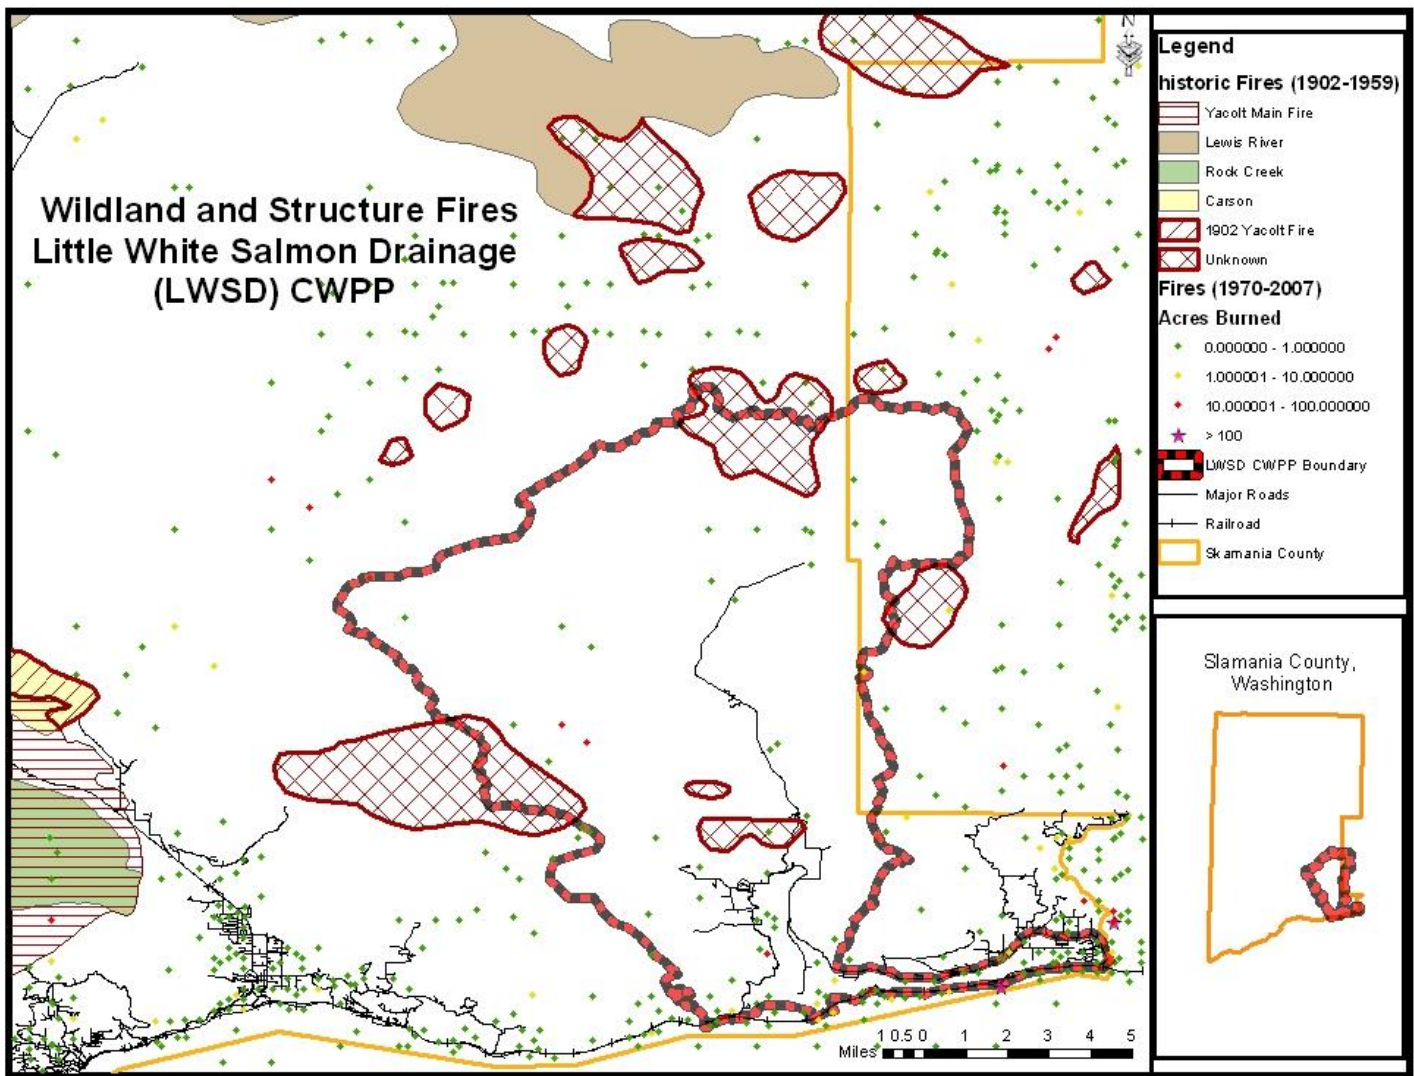 Wildland and Structure Fires
Little White Salmon Drainage
(LWSD) CWPP
N
Legend
historic Fires (1902-1959)
Yacolt Main Fire
Lewis River
Rock Creek
Carson
1902 Yacolt Fire
Unknown
Fires (1970-2007)
Acres Burned
0.000000 - 1.000000
1.000001 - 10.000000
10.000001 - 100.000000
> 100
LWSD CWPP Boundary
Major Roads
Railroad
Skamania County
Slamania County,
Washington
1 0.5 0 1 2 3 4 5
Miles